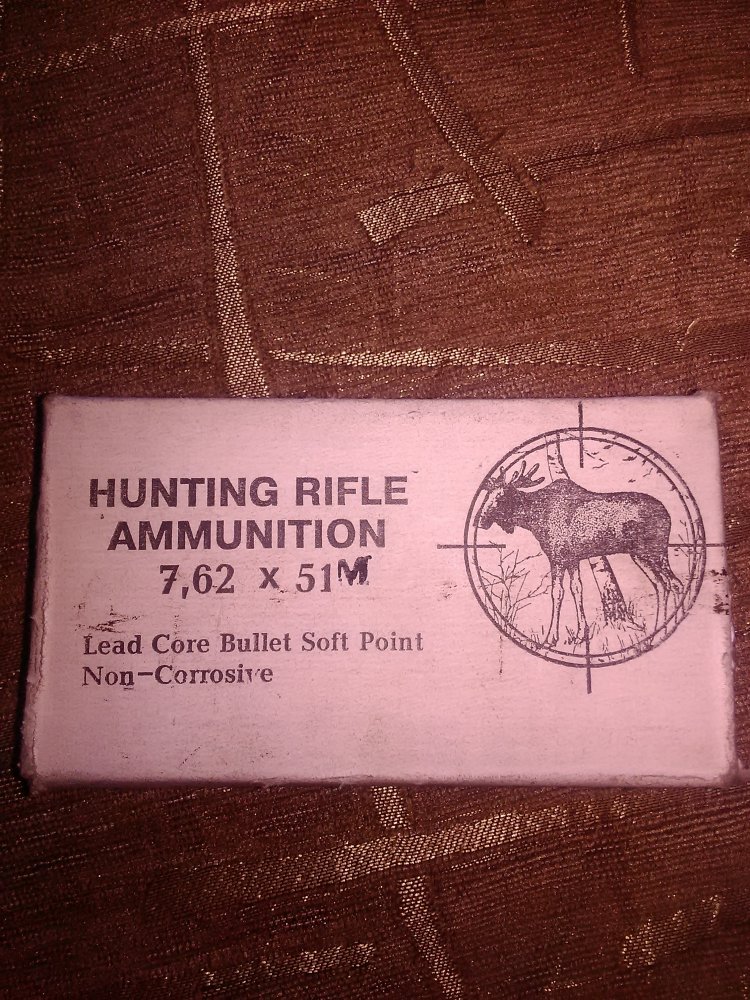 HUNTING RIFLE
AMMUNITION
7,62 x 51M
Lead Core Bullet Soft Point
Non-Corrosive